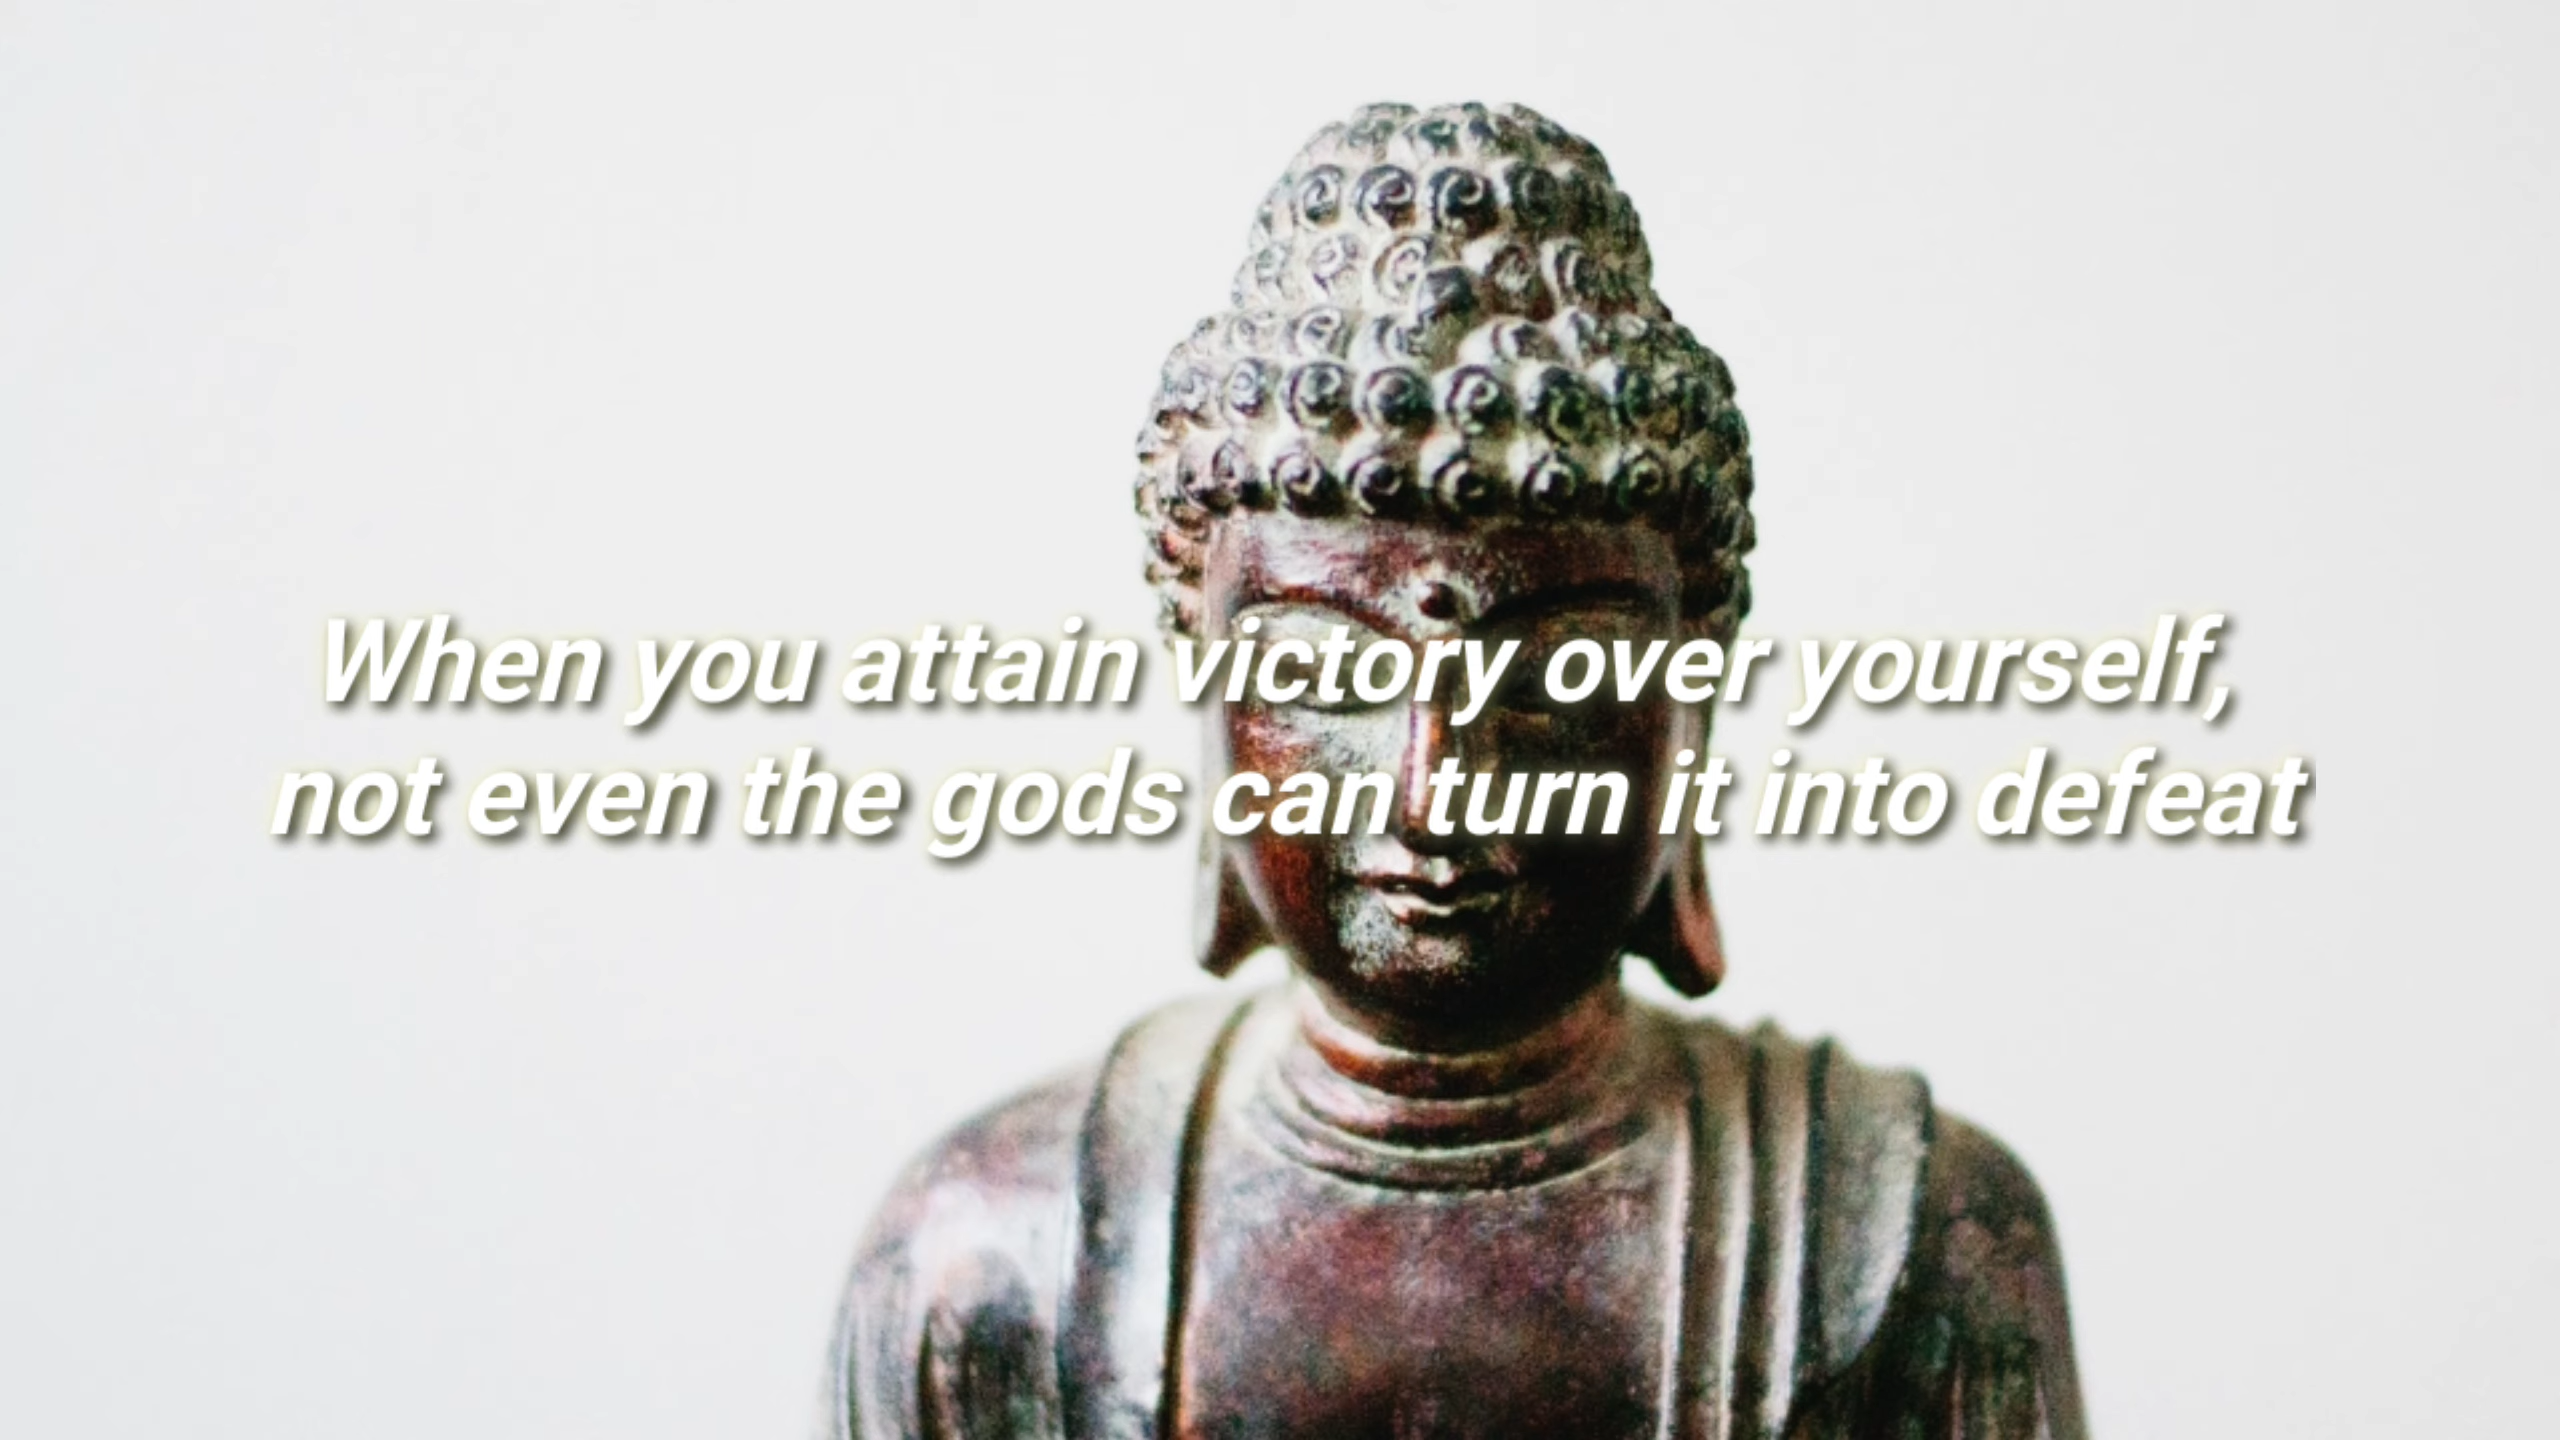 When you attain victory over yourself,
not even the gods can turn it into defeat